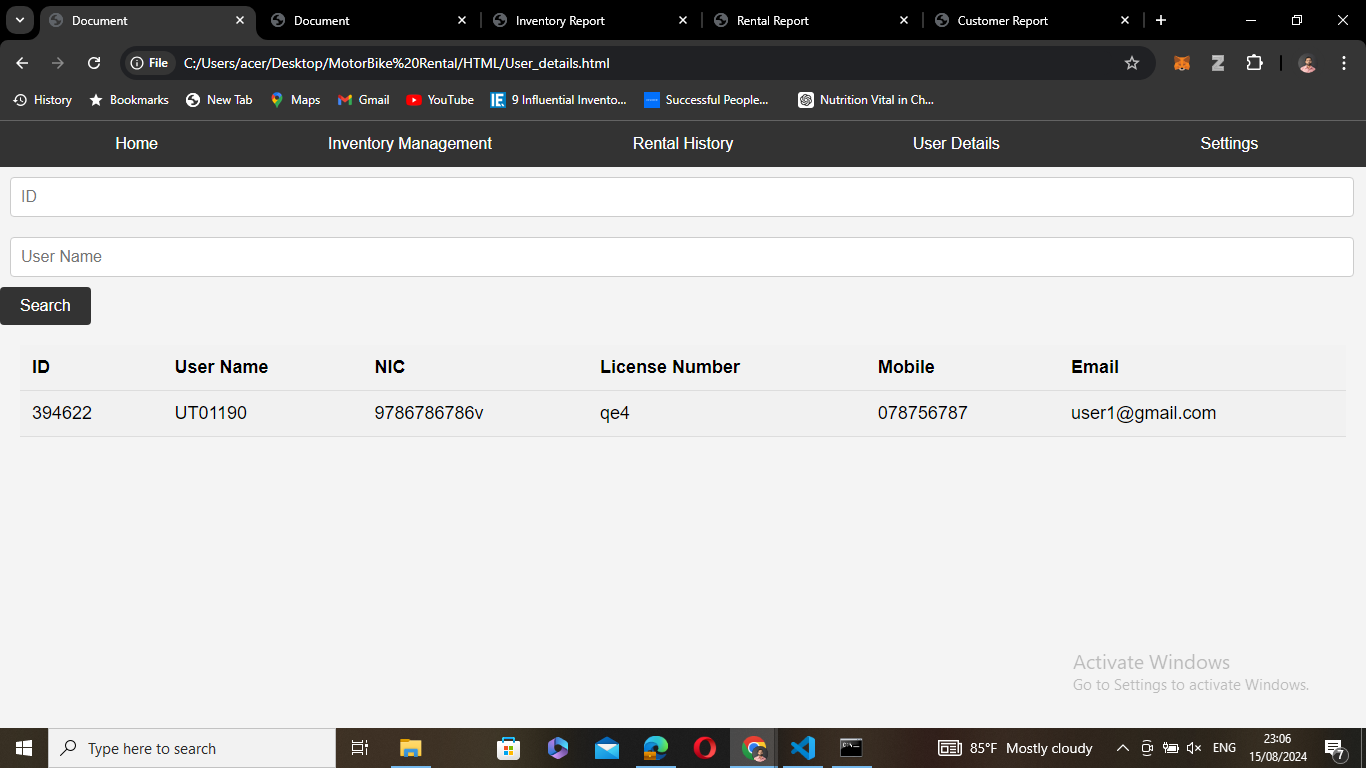 Document
Document
Inventory Report
Rental Report
Customer Report
File
C:/Users/acer/Desktop/MotorBike%20Rental/HTML/User_details.html
History
Bookmarks
New Tab
Maps
Gmail
YouTube
IE 9 Influential Invento...
Successful People...
Nutrition Vital in Ch...
Home Inventory Management Rental History User Details Settings
ID
User Name
Search
ID User Name NIC License Number Mobile Email
394622 UT01190 9786786786v qe4 078756787 user1@gmail.com
Activate Windows
Go to Settings to activate Windows.
Type here to search
85°F Mostly cloudy
ENG
23:06
15/08/2024
7